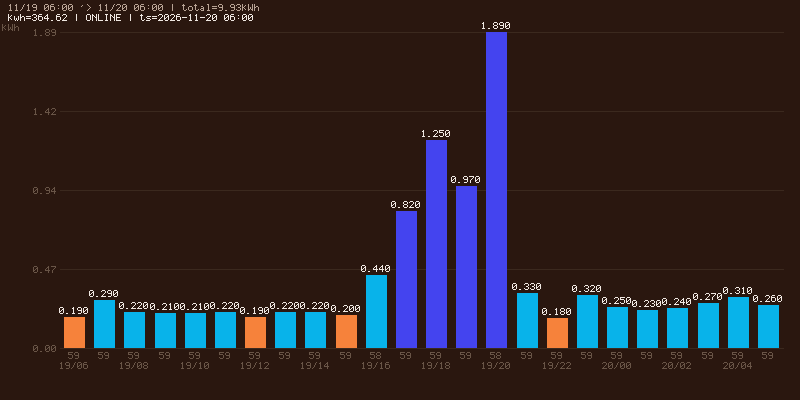 11/19 06:00 -> 11/20 06:00 | total=9.93KWh
Kwh=364.62 | ONLINE | ts=2026-11-20 06:00
KWh
1.89
1.42
0.94
0.47
0.00
0.190 0.290 0.220 0.210 0.210 0.220 0.190 0.220 0.220 0.200 0.440 0.820 1.250 0.970 1.890 0.330 0.180 0.320 0.250 0.230 0.240 0.270 0.310 0.260
59 59 59 59 59 59 59 59 59 59 58 59 59 59 58 59 59 59 59 59 59 59 59 59
19/06 19/08 19/10 19/12 19/14 19/16 19/18 19/20 19/22 20/00 20/02 20/04